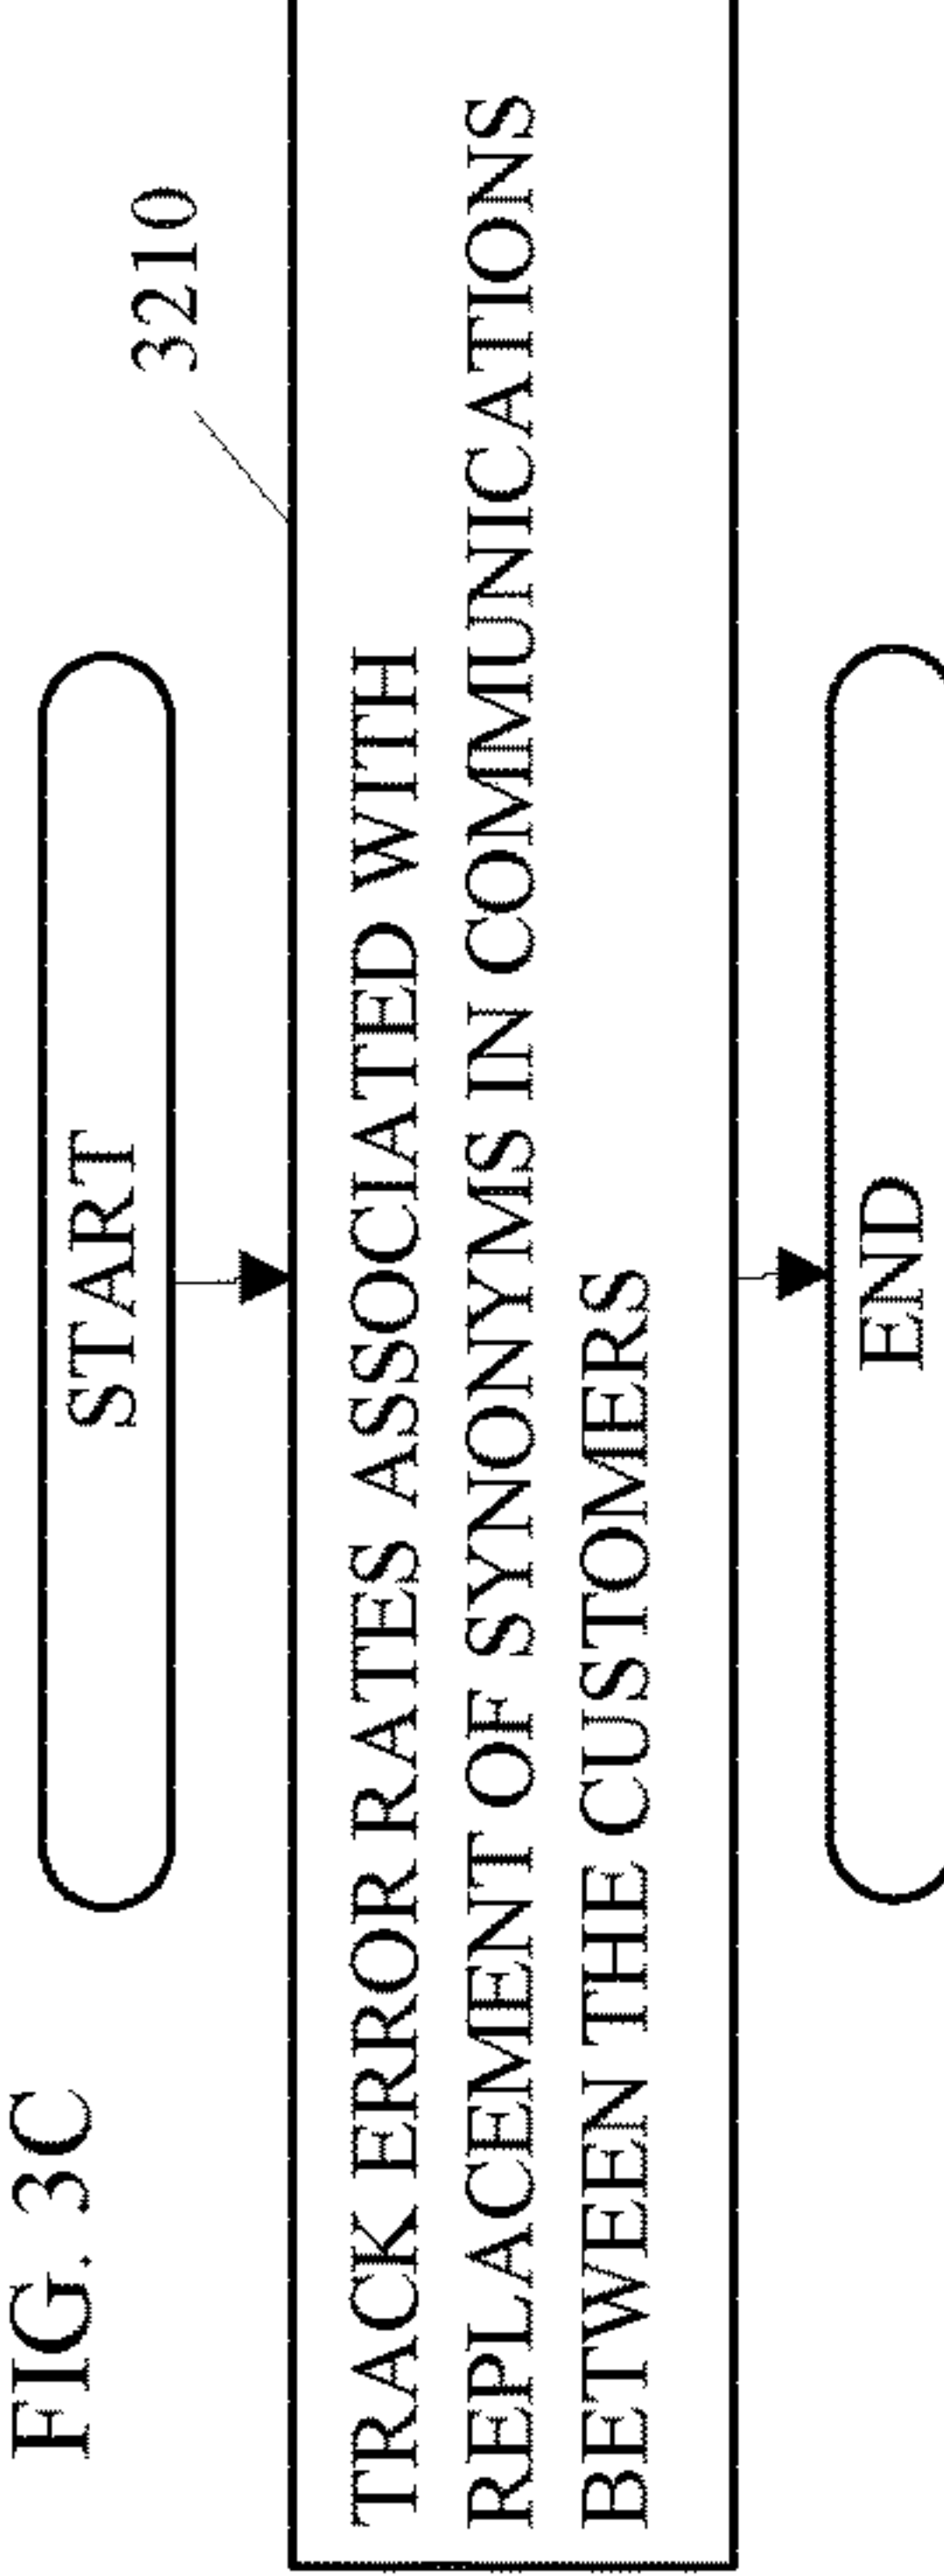 FIG. 3C
START
3210
TRACK ERROR RATES ASSOCIATED WITH
REPLACEMENT OF SYNONYMS IN COMMUNICATIONS
BETWEEN THE CUSTOMERS
END